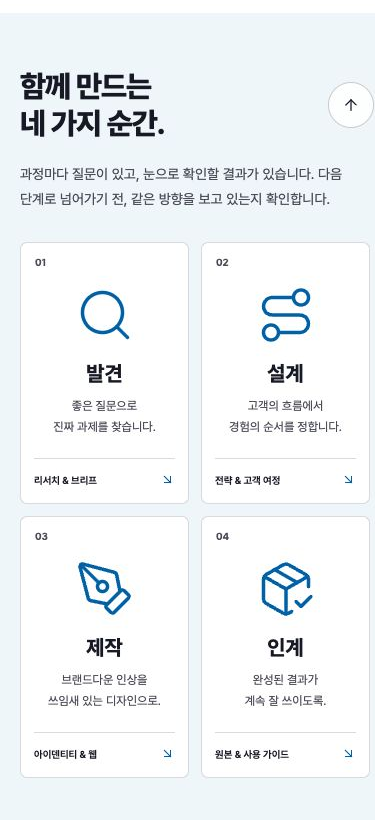 함께 만드는
네 가지 순간.
과정마다 질문이 있고, 눈으로 확인할 결과가 있습니다. 다음
단계로 넘어가기 전, 같은 방향을 보고 있는지 확인합니다.
01
발견
좋은 질문으로
진짜 과제를 찾습니다.
리서치 & 브리프
02
설계
고객의 흐름에서
경험의 순서를 정합니다.
전략 & 고객 여정
03
제작
브랜드다운 인상을
쓰임새 있는 디자인으로.
아이덴티티 & 웹
04
인계
완성된 결과가
계속 잘 쓰이도록.
원본 & 사용 가이드